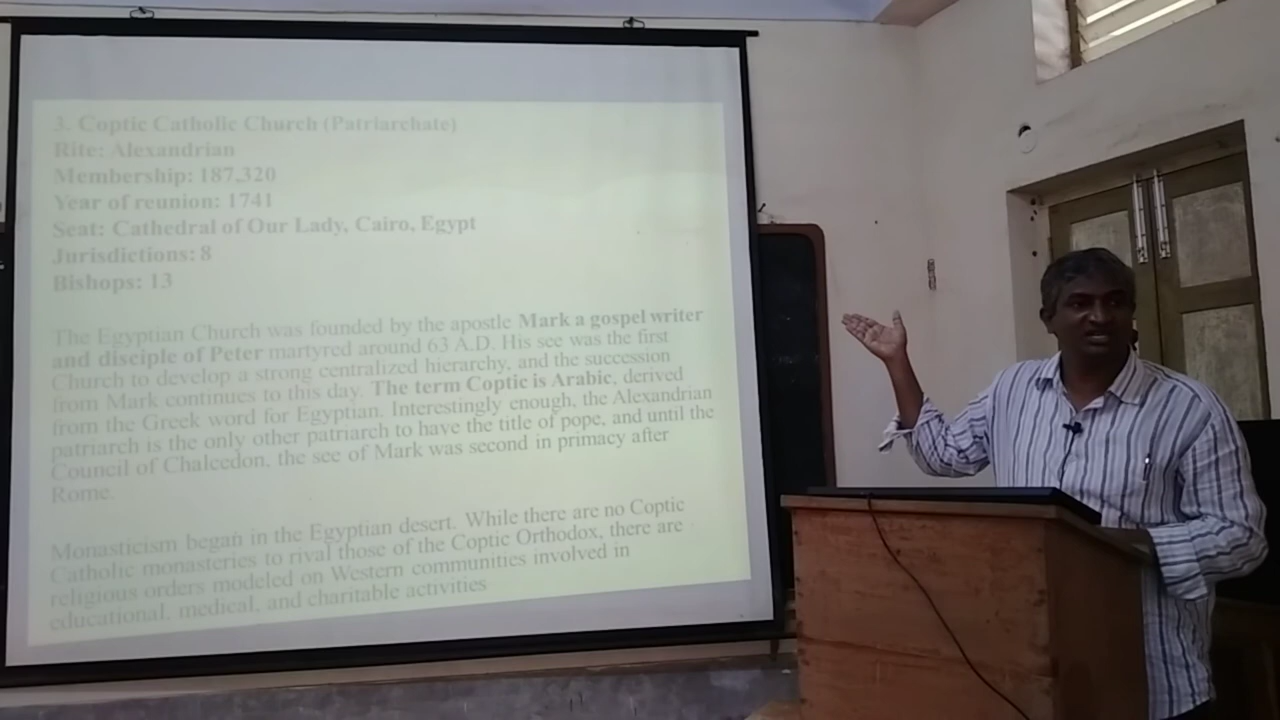 3. Coptic Catholic Church (Patriarchate)
Rite: Alexandrian
Membership: 187,320
Year of reunion: 1741
Seat: Cathedral of Our Lady, Cairo, Egypt
Jurisdictions: 8
Bishops: 13
The Egyptian Church was founded by the apostle Mark a gospel writer
and disciple of Peter martyred around 63 A.D. His see was the first
Church to develop a strong centralized hierarchy, and the succession
from Mark continues to this day. The term Coptic is Arabic, derived
from the Greek word for Egyptian. Interestingly enough, the Alexandrian
patriarch is the only other patriarch to have the title of pope, and until the
Council of Chalcedon, the see of Mark was second in primacy after
Rome.
Monasticism began in the Egyptian desert. While there are no Coptic
Catholic monasteries to rival those of the Coptic Orthodox, there are
religious orders modeled on Western communities involved in
educational, medical, and charitable activities